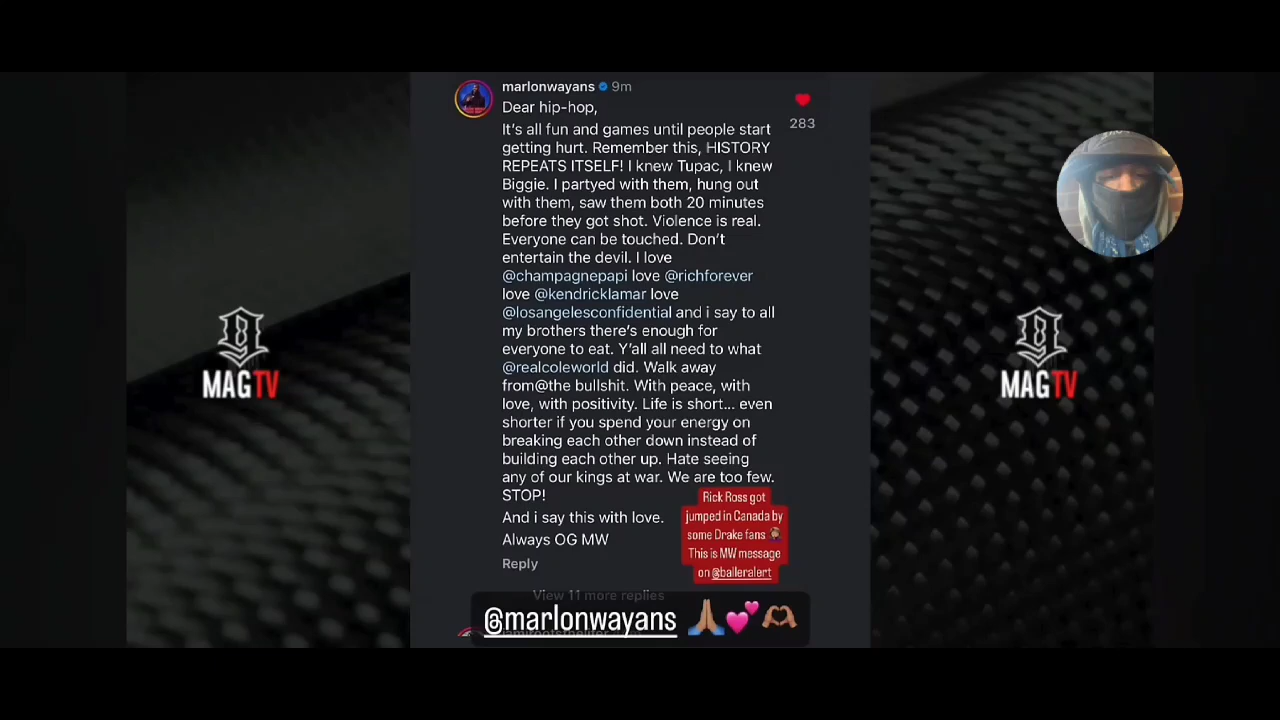 marlonwayans 9m
Dear hip-hop,
It's all fun and games until people start
getting hurt. Remember this, HISTORY
REPEATS ITSELF! I knew Tupac, I knew
Biggie. I partyed with them, hung out
with them, saw them both 20 minutes
before they got shot. Violence is real.
Everyone can be touched. Don't
entertain the devil. I love
@champagnepapi love @richforever
love @kendricklamar love
@losangelesconfidential and i say to all
my brothers there's enough for
everyone to eat. Y'all all need to what
@realcoleworld did. Walk away
from@the bullshit. With peace, with
love, with positivity. Life is short... even
shorter if you spend your energy on
breaking each other down instead of
building each other up. Hate seeing
any of our kings at war. We are too few.
STOP!
And i say this with love.
Always OG MW
Reply
283
Rick Ross got
jumped in Canada by
some Drake fans
This is MW message
on @balleralert
View 11 more replies
@marlonwayans
MAGTV
MAGTV